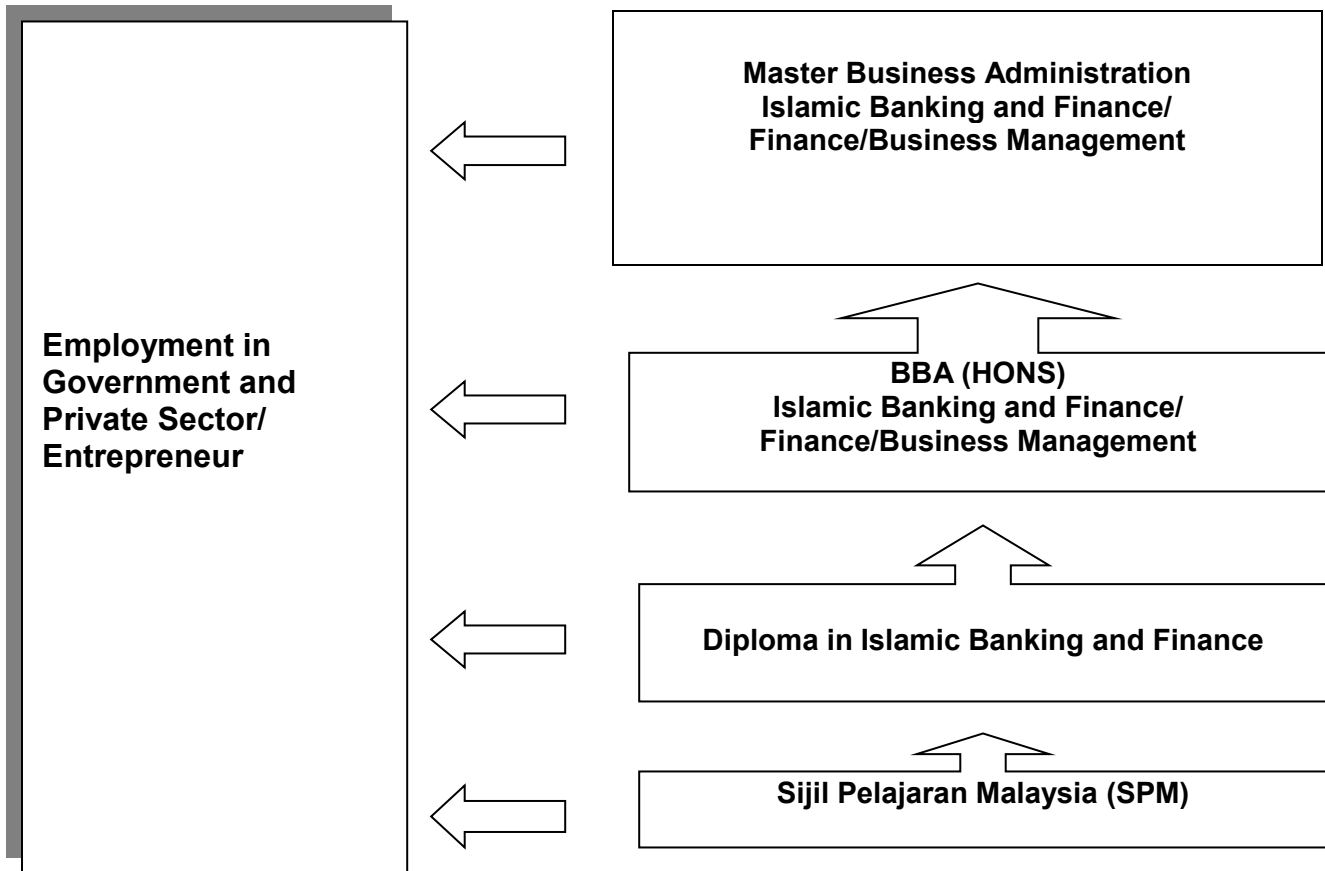 Master Business Administration
Islamic Banking and Finance/
Finance/Business Management
Employment in
Government and
Private Sector/
Entrepreneur
BBA (HONS)
Islamic Banking and Finance/
Finance/Business Management
Diploma in Islamic Banking and Finance
Sijil Pelajaran Malaysia (SPM)